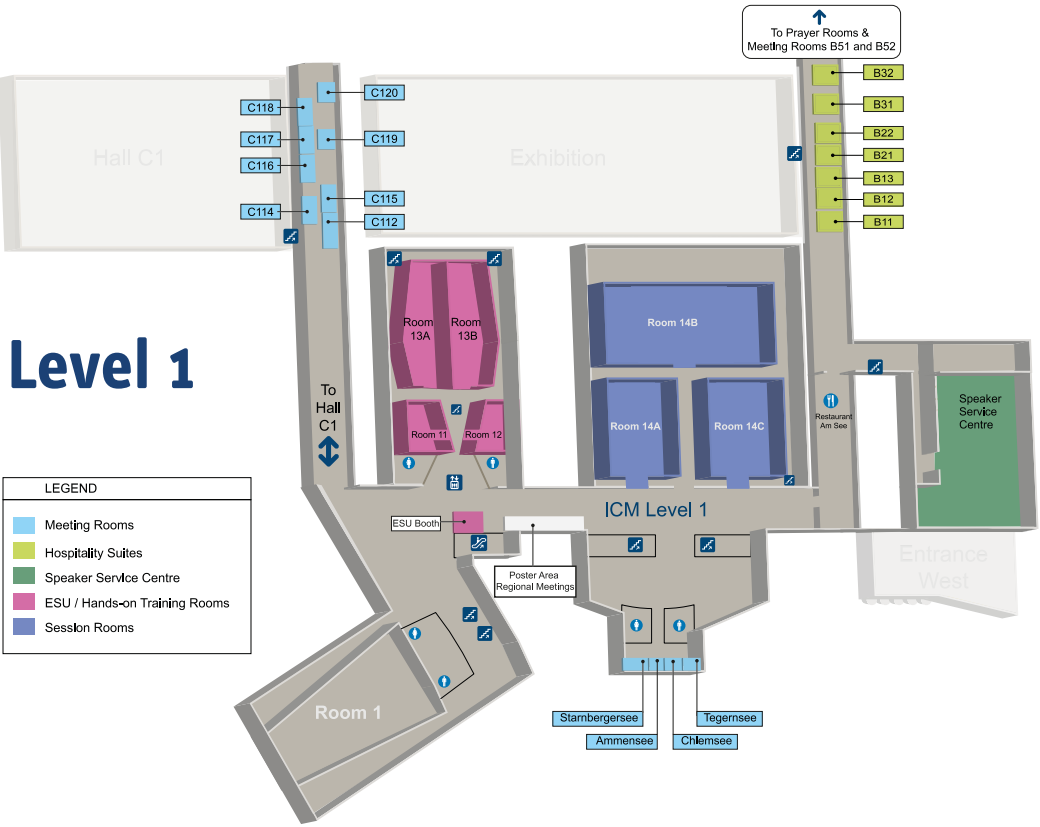 To Prayer Rooms &
Meeting Rooms B51 and B52
B32
C120
B31
C118
B22
C117
C119
Hall C1
Exhibition
B21
C116
B13
C115
B12
C114
C112
B11
Room
13A
Room
13B
Room 14B
Level 1
To
Hall
C1
Restaurant
Am See
Speaker
Service
Centre
Room 11
Room 12
Room 14A
Room 14C
LEGEND
Meeting Rooms
Hospitality Suites
Speaker Service Centre
ESU / Hands-on Training Rooms
Session Rooms
ESU Booth
ICM Level 1
Poster Area
Regional Meetings
Entrance
West
Room 1
Starnbergersee
Tegernsee
Ammensee
Chlemsee